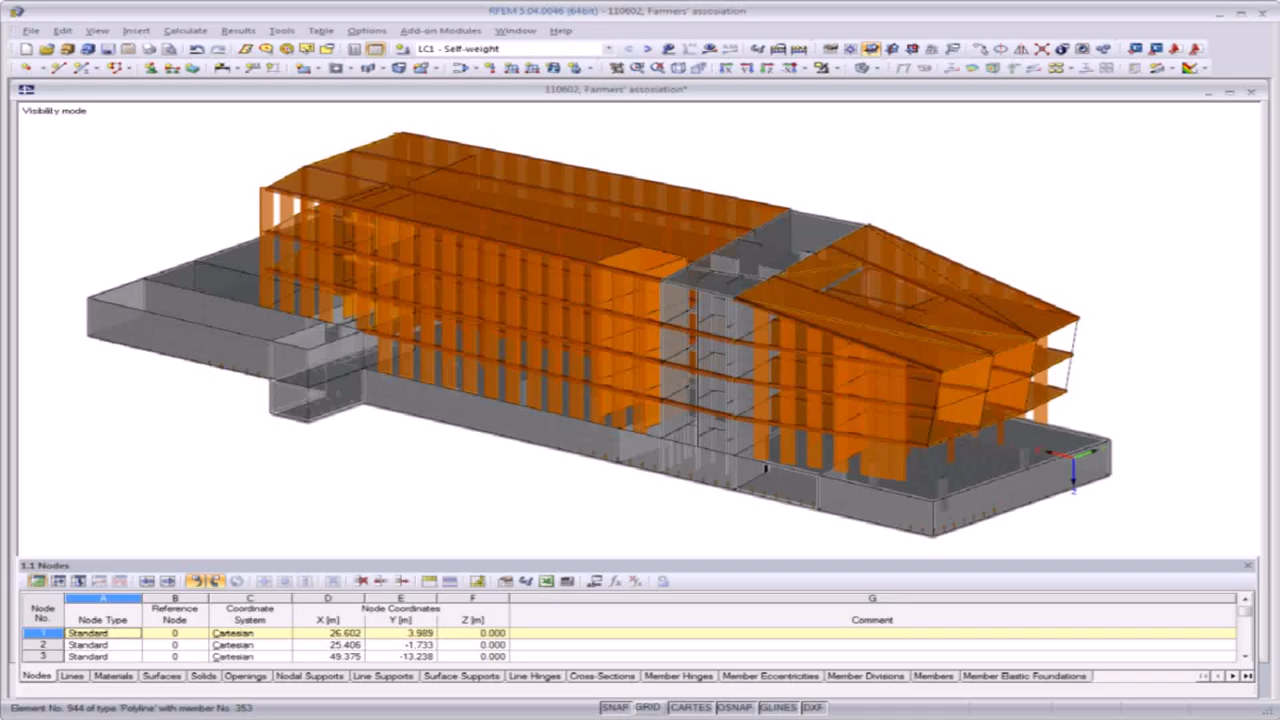 RFEM 5.04.0046 (64bit) - 110602, Farmers' assosiation
File Edit View Insert Calculate Results Tools Table Options Add-on Modules Window Help
LC1 - Self-weight
110602, Farmers' assosiation*
Visibility mode
Z
1.1 Nodes
A B C D E F G
Node No. Node Type Reference Node Coordinate System Node Coordinates X [m] Y [m] Z [m] Comment
1 Standard 0 Cartesian 26.602 3.989 0.000
2 Standard 0 Cartesian 25.406 -1.733 0.000
3 Standard 0 Cartesian 49.375 -13.238 0.000
Nodes Lines Materials Surfaces Solids Openings Nodal Supports Line Supports Surface Supports Line Hinges Cross-Sections Member Hinges Member Eccentricities Member Divisions Members Member Elastic Foundations
Element No. 944 of type 'Polyline' with member No. 353 SNAP GRID CARTES OSNAP GLINES DXF